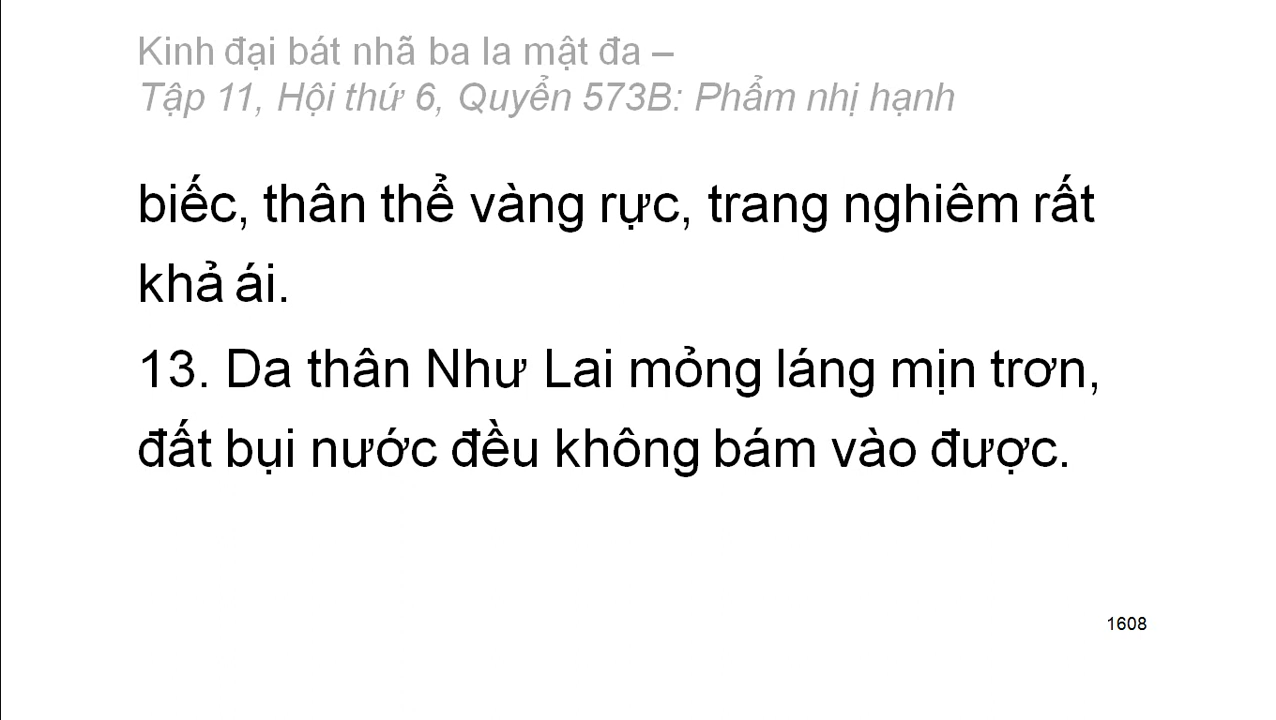 Kinh đại bát nhã ba la mật đa –
Tập 11, Hội thứ 6, Quyển 573B: Phẩm nhị hạnh
biếc, thân thể vàng rực, trang nghiêm rất
khả ái.
13. Da thân Như Lai mỏng láng mịn trơn,
đất bụi nước đều không bám vào được.
1608